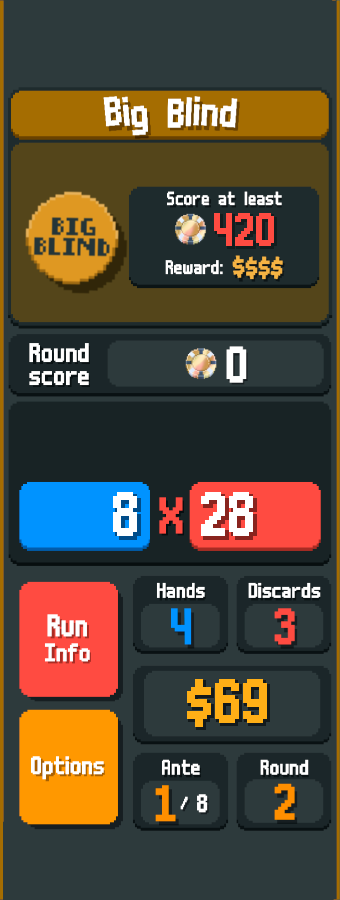 Big Blind
BIG
BLIND
Score at least
420
Reward: $$$$
Round
score
0
8 X 28
Run
Info
Hands
4
Discards
3
$69
Options
Ante
1 / 8
Round
2